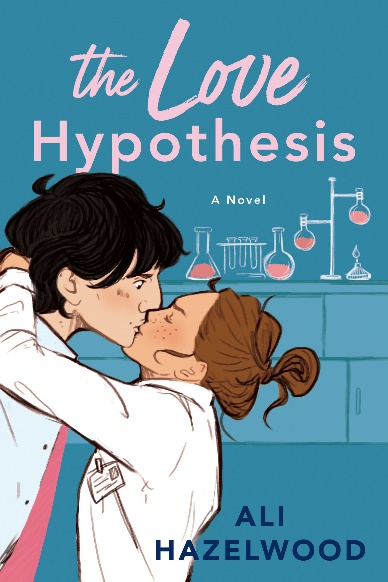 the Love
Hypothesis
A Novel
ALI
HAZELWOOD